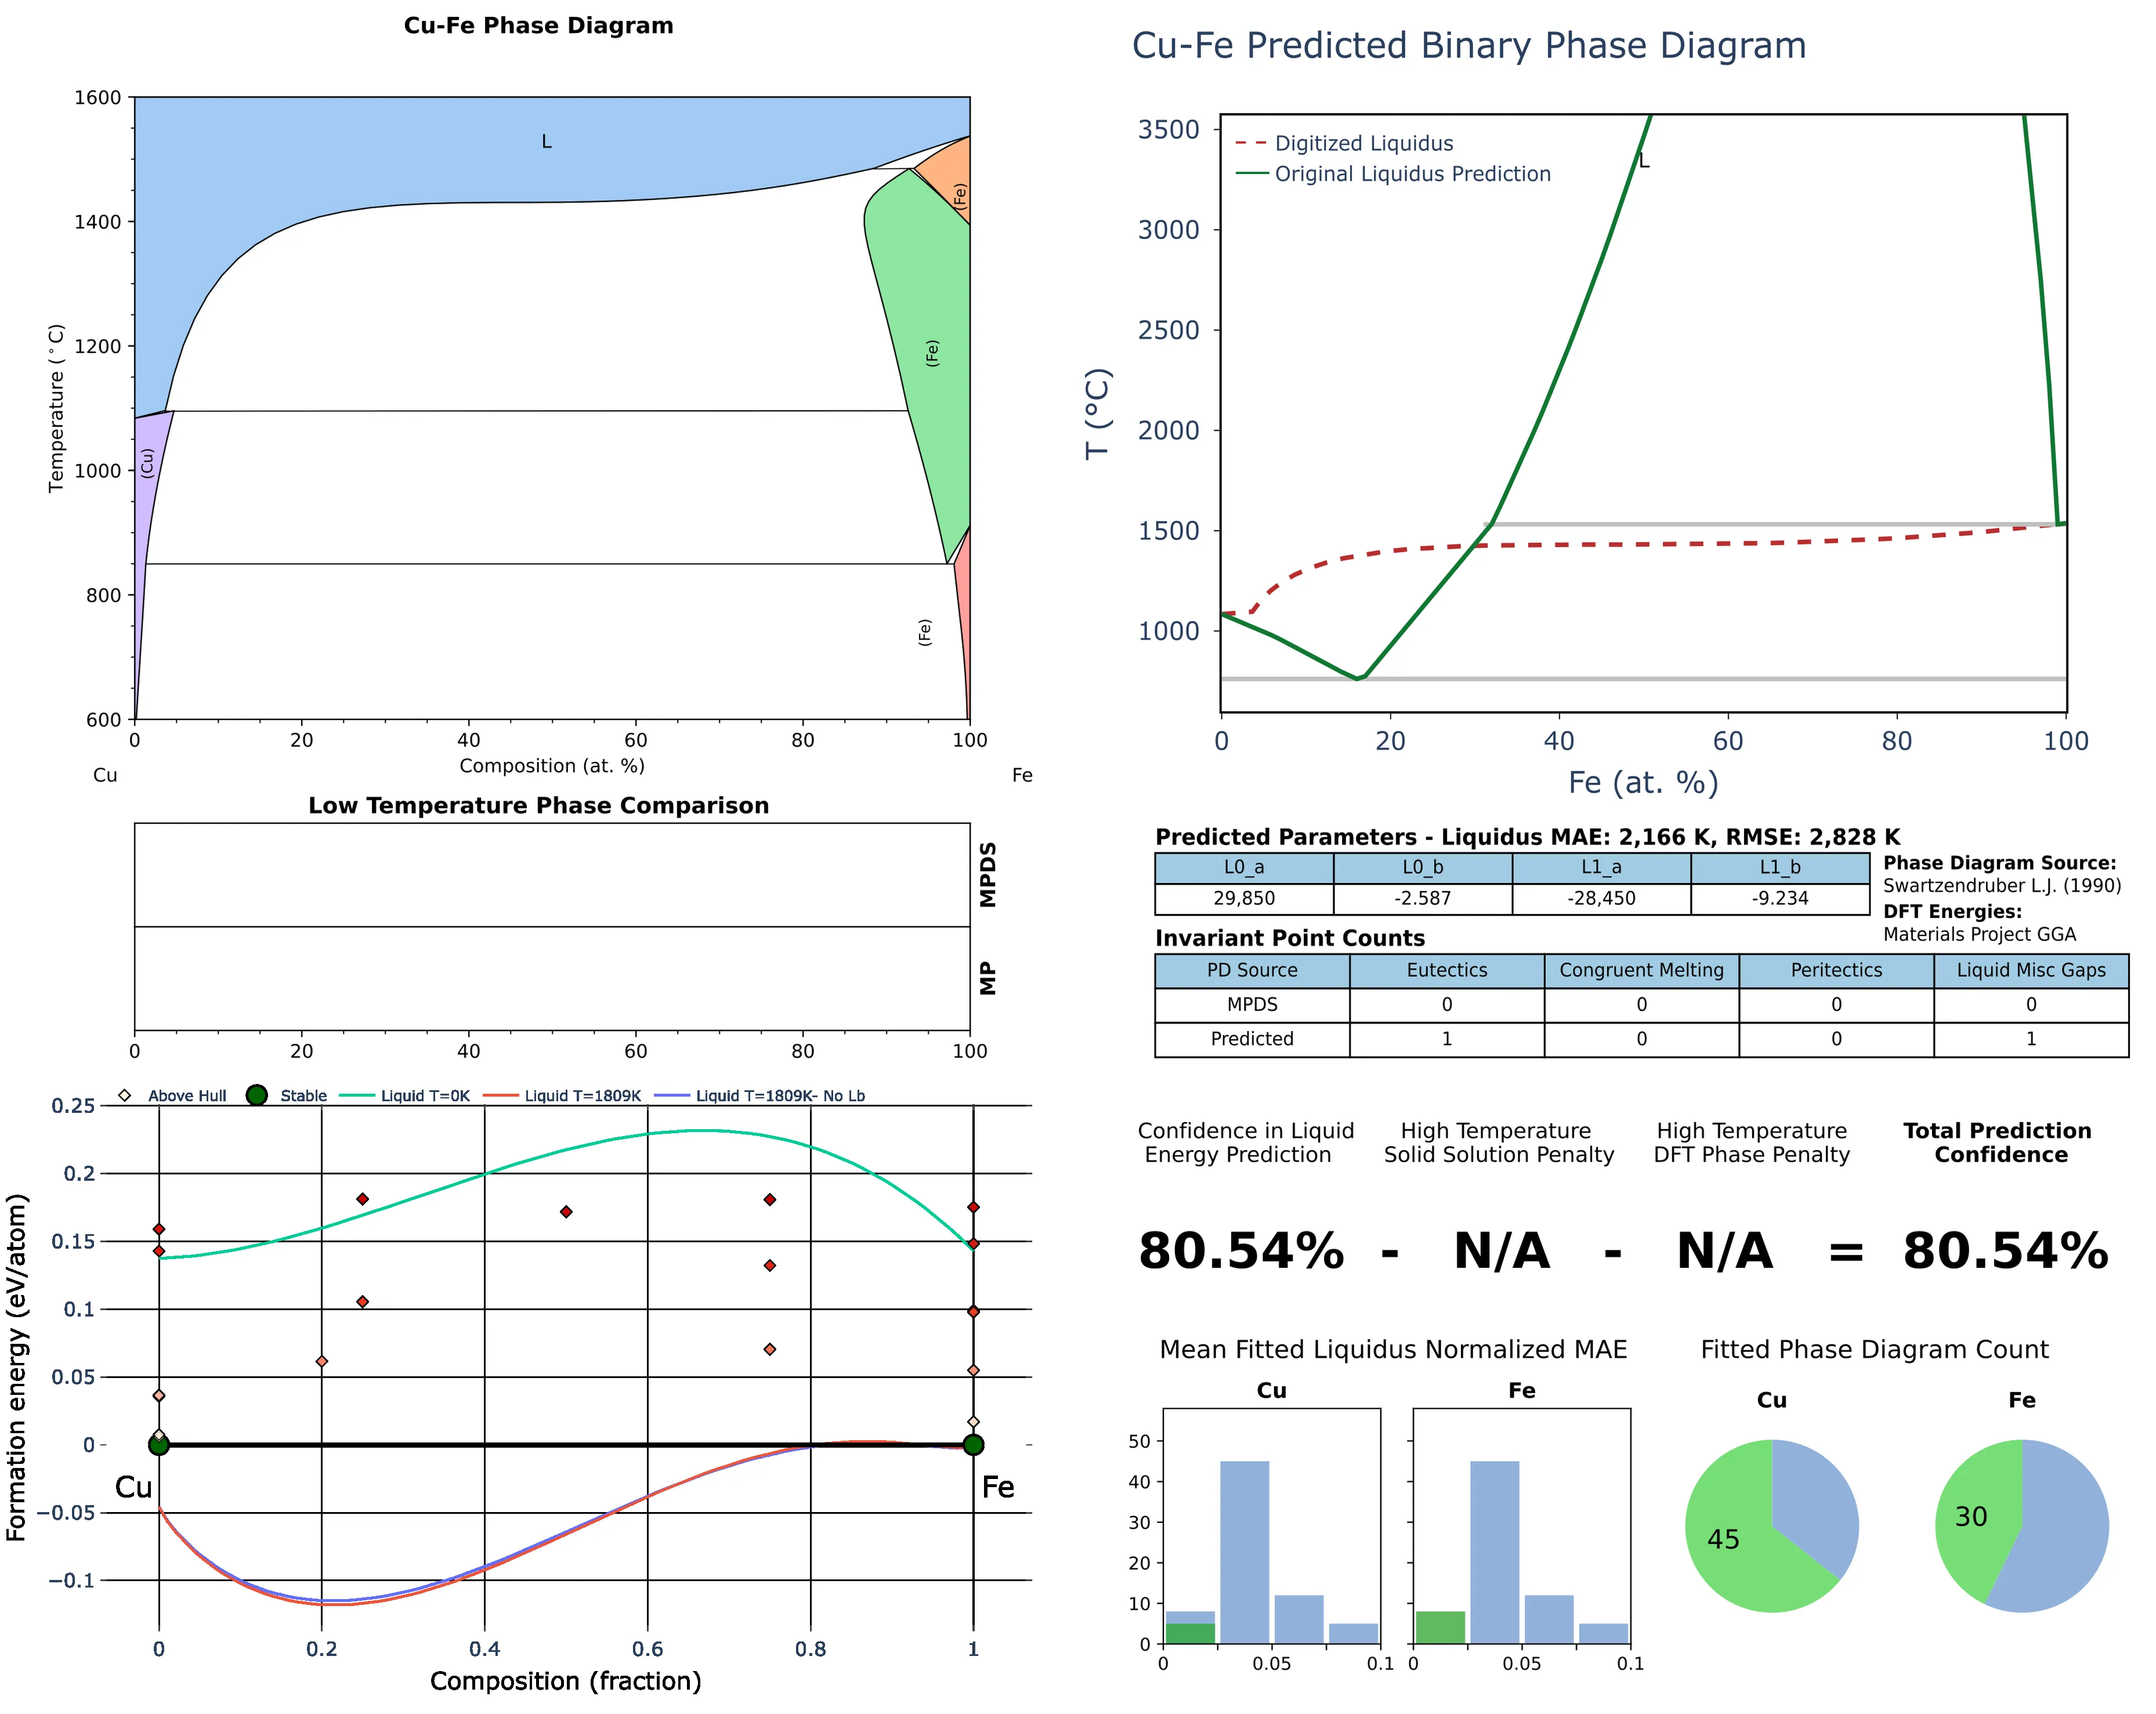 Cu-Fe Phase Diagram
1600
1400
1200
1000
800
600
Temperature (°C)
L
(Fe)
(Fe)
(Cu)
(Fe)
0 20 40 60 80 100
Composition (at. %)
Cu Fe
Low Temperature Phase Comparison
MPDS
MP
0 20 40 60 80 100
Above Hull Stable Liquid T=0K Liquid T=1809K Liquid T=1809K- No Lb
0.25
0.2
0.15
0.1
0.05
0
−0.05
−0.1
Formation energy (eV/atom)
Cu Fe
0 0.2 0.4 0.6 0.8 1
Composition (fraction)
Cu-Fe Predicted Binary Phase Diagram
3500
3000
2500
2000
1500
1000
T (°C)
Digitized Liquidus
Original Liquidus Prediction
L
0 20 40 60 80 100
Fe (at. %)
Predicted Parameters - Liquidus MAE: 2,166 K, RMSE: 2,828 K
L0_a L0_b L1_a L1_b
29,850 -2.587 -28,450 -9.234
Phase Diagram Source:
Swartzendruber L.J. (1990)
DFT Energies:
Materials Project GGA
Invariant Point Counts
PD Source Eutectics Congruent Melting Peritectics Liquid Misc Gaps
MPDS 0 0 0 0
Predicted 1 0 0 1
Confidence in Liquid
Energy Prediction
High Temperature
Solid Solution Penalty
High Temperature
DFT Phase Penalty
Total Prediction
Confidence
80.54% - N/A - N/A = 80.54%
Mean Fitted Liquidus Normalized MAE
Cu Fe
50
40
30
20
10
0
0 0.05 0.1 0 0.05 0.1
Fitted Phase Diagram Count
Cu Fe
45 30